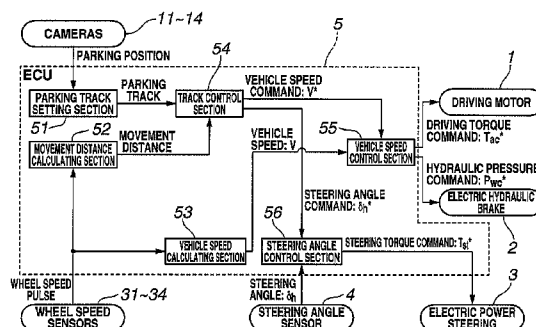 11~14
CAMERAS
PARKING POSITION
5
1
ECU
54
PARKING TRACK
VEHICLE SPEED COMMAND: V*
DRIVING MOTOR
PARKING TRACK SETTING SECTION
TRACK CONTROL SECTION
51
52
MOVEMENT DISTANCE
VEHICLE SPEED: V
55
DRIVING TORQUE COMMAND: Tac*
MOVEMENT DISTANCE CALCULATING SECTION
VEHICLE SPEED CONTROL SECTION
HYDRAULIC PRESSURE COMMAND: Pwc*
STEERING ANGLE COMMAND: δh*
ELECTRIC HYDRAULIC BRAKE
2
53
56
VEHICLE SPEED CALCULATING SECTION
STEERING ANGLE CONTROL SECTION
STEERING TORQUE COMMAND: Tst*
WHEEL SPEED PULSE
31~34
STEERING ANGLE: δh
4
3
WHEEL SPEED SENSORS
STEERING ANGLE SENSOR
ELECTRIC POWER STEERING